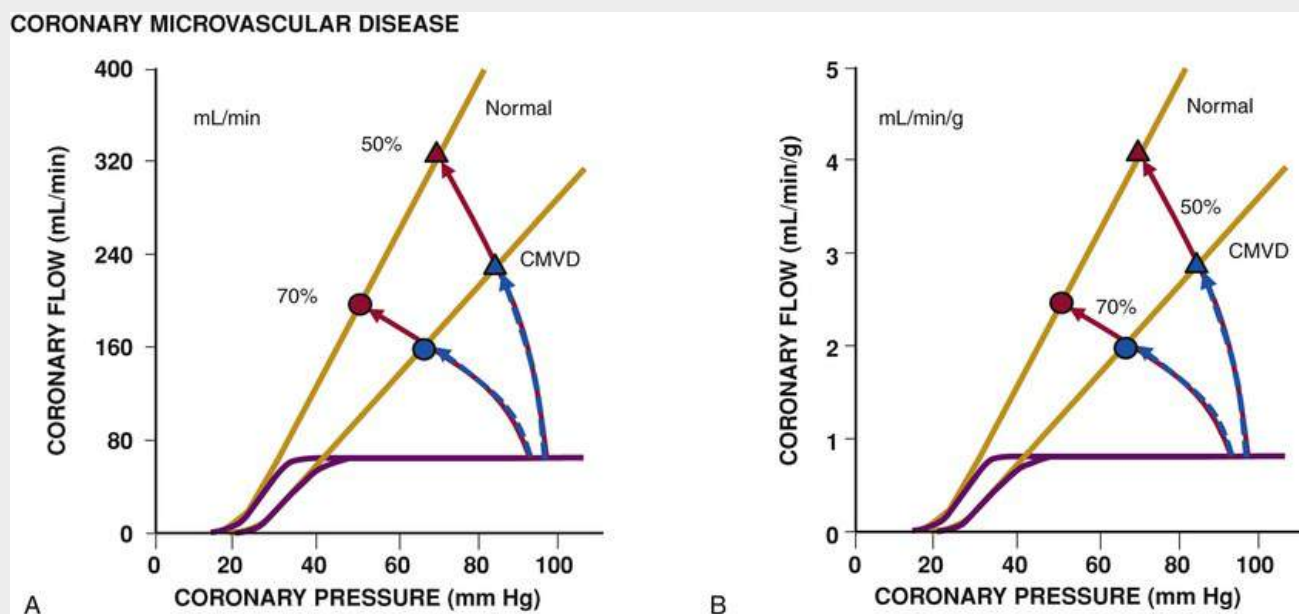 CORONARY MICROVASCULAR DISEASE
400
320
240
160
80
0
CORONARY FLOW (mL/min)
mL/min
Normal
50%
CMVD
70%
0
20
40
60
80
100
CORONARY PRESSURE (mm Hg)
A
5
4
3
2
1
0
CORONARY FLOW (mL/min/g)
mL/min/g
Normal
50%
CMVD
70%
0
20
40
60
80
100
CORONARY PRESSURE (mm Hg)
B